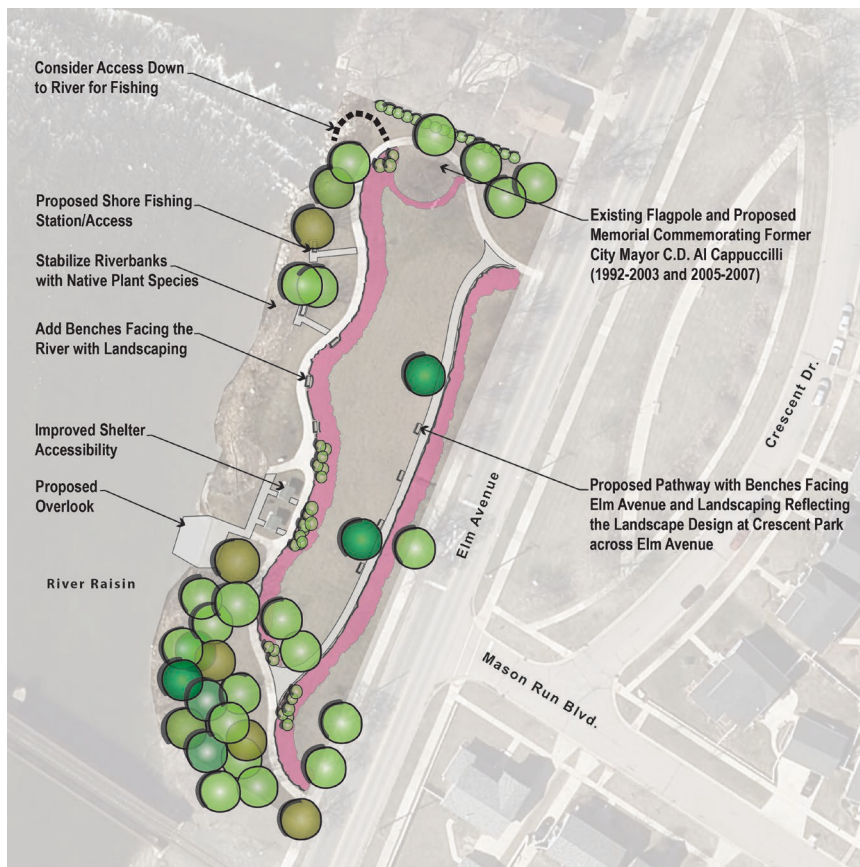 Consider Access Down
to River for Fishing
Proposed Shore Fishing
Station/Access
Stabilize Riverbanks
with Native Plant Species
Add Benches Facing the
River with Landscaping
Improved Shelter
Accessibility
Proposed
Overlook
River Raisin
Existing Flagpole and Proposed
Memorial Commemorating Former
City Mayor C.D. Al Cappuccilli
(1992-2003 and 2005-2007)
Crescent Dr.
Proposed Pathway with Benches Facing
Elm Avenue and Landscaping Reflecting
the Landscape Design at Crescent Park
across Elm Avenue
Elm Avenue
Mason Run Blvd.